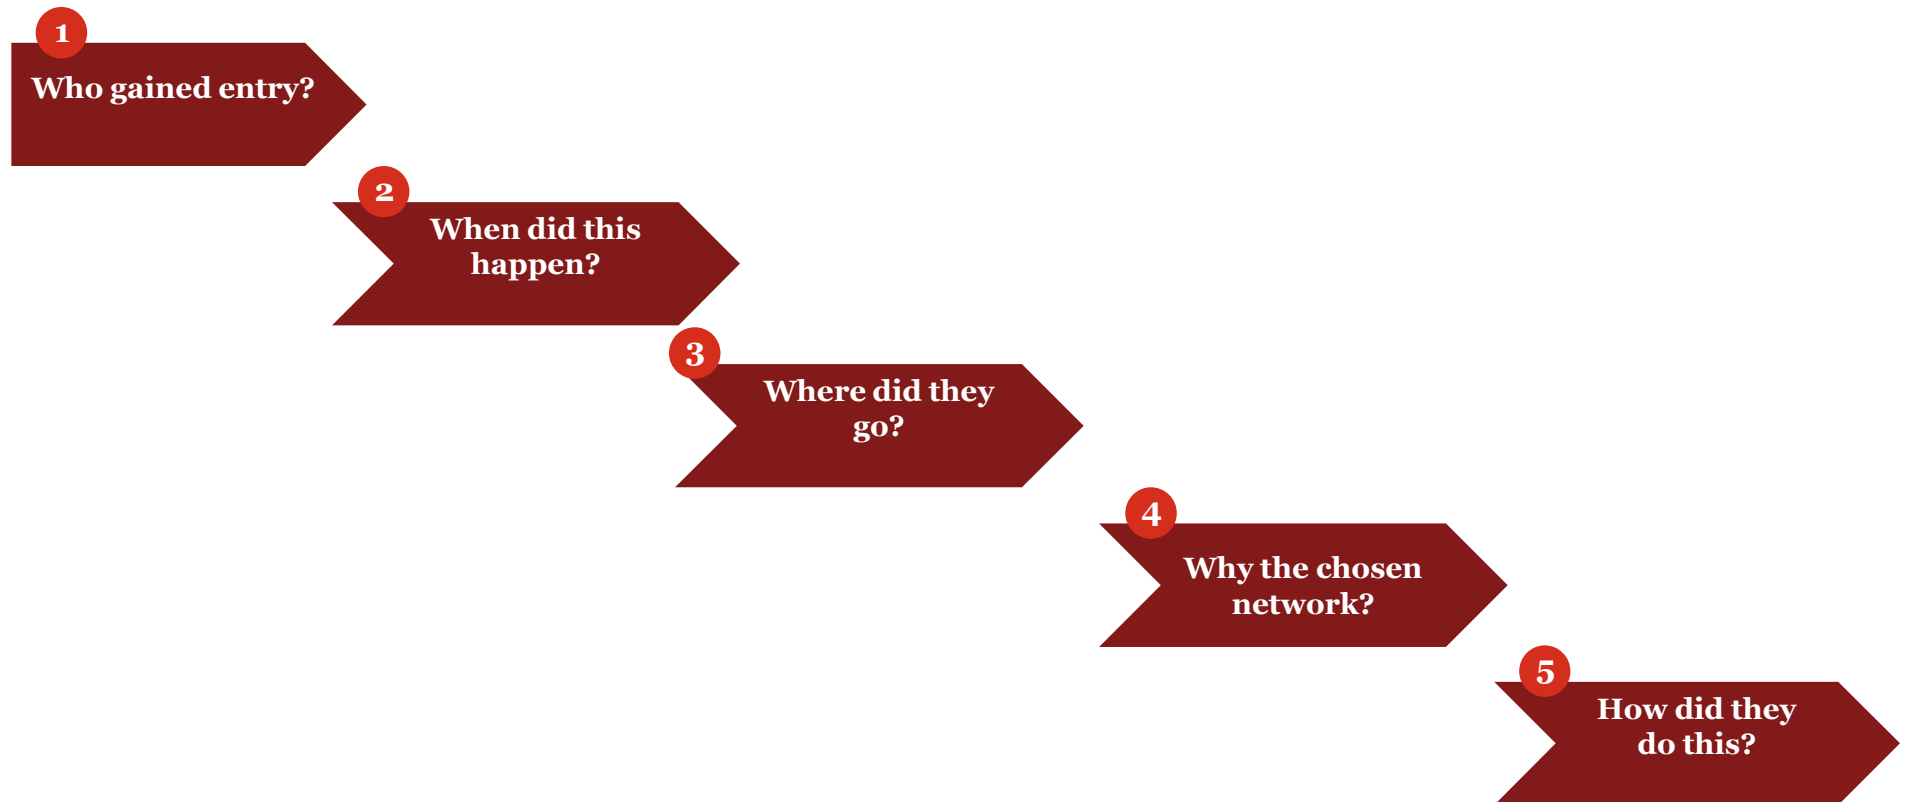 1
Who gained entry?
2
When did this
happen?
3
Where did they
go?
4
Why the chosen
network?
5
How did they
do this?